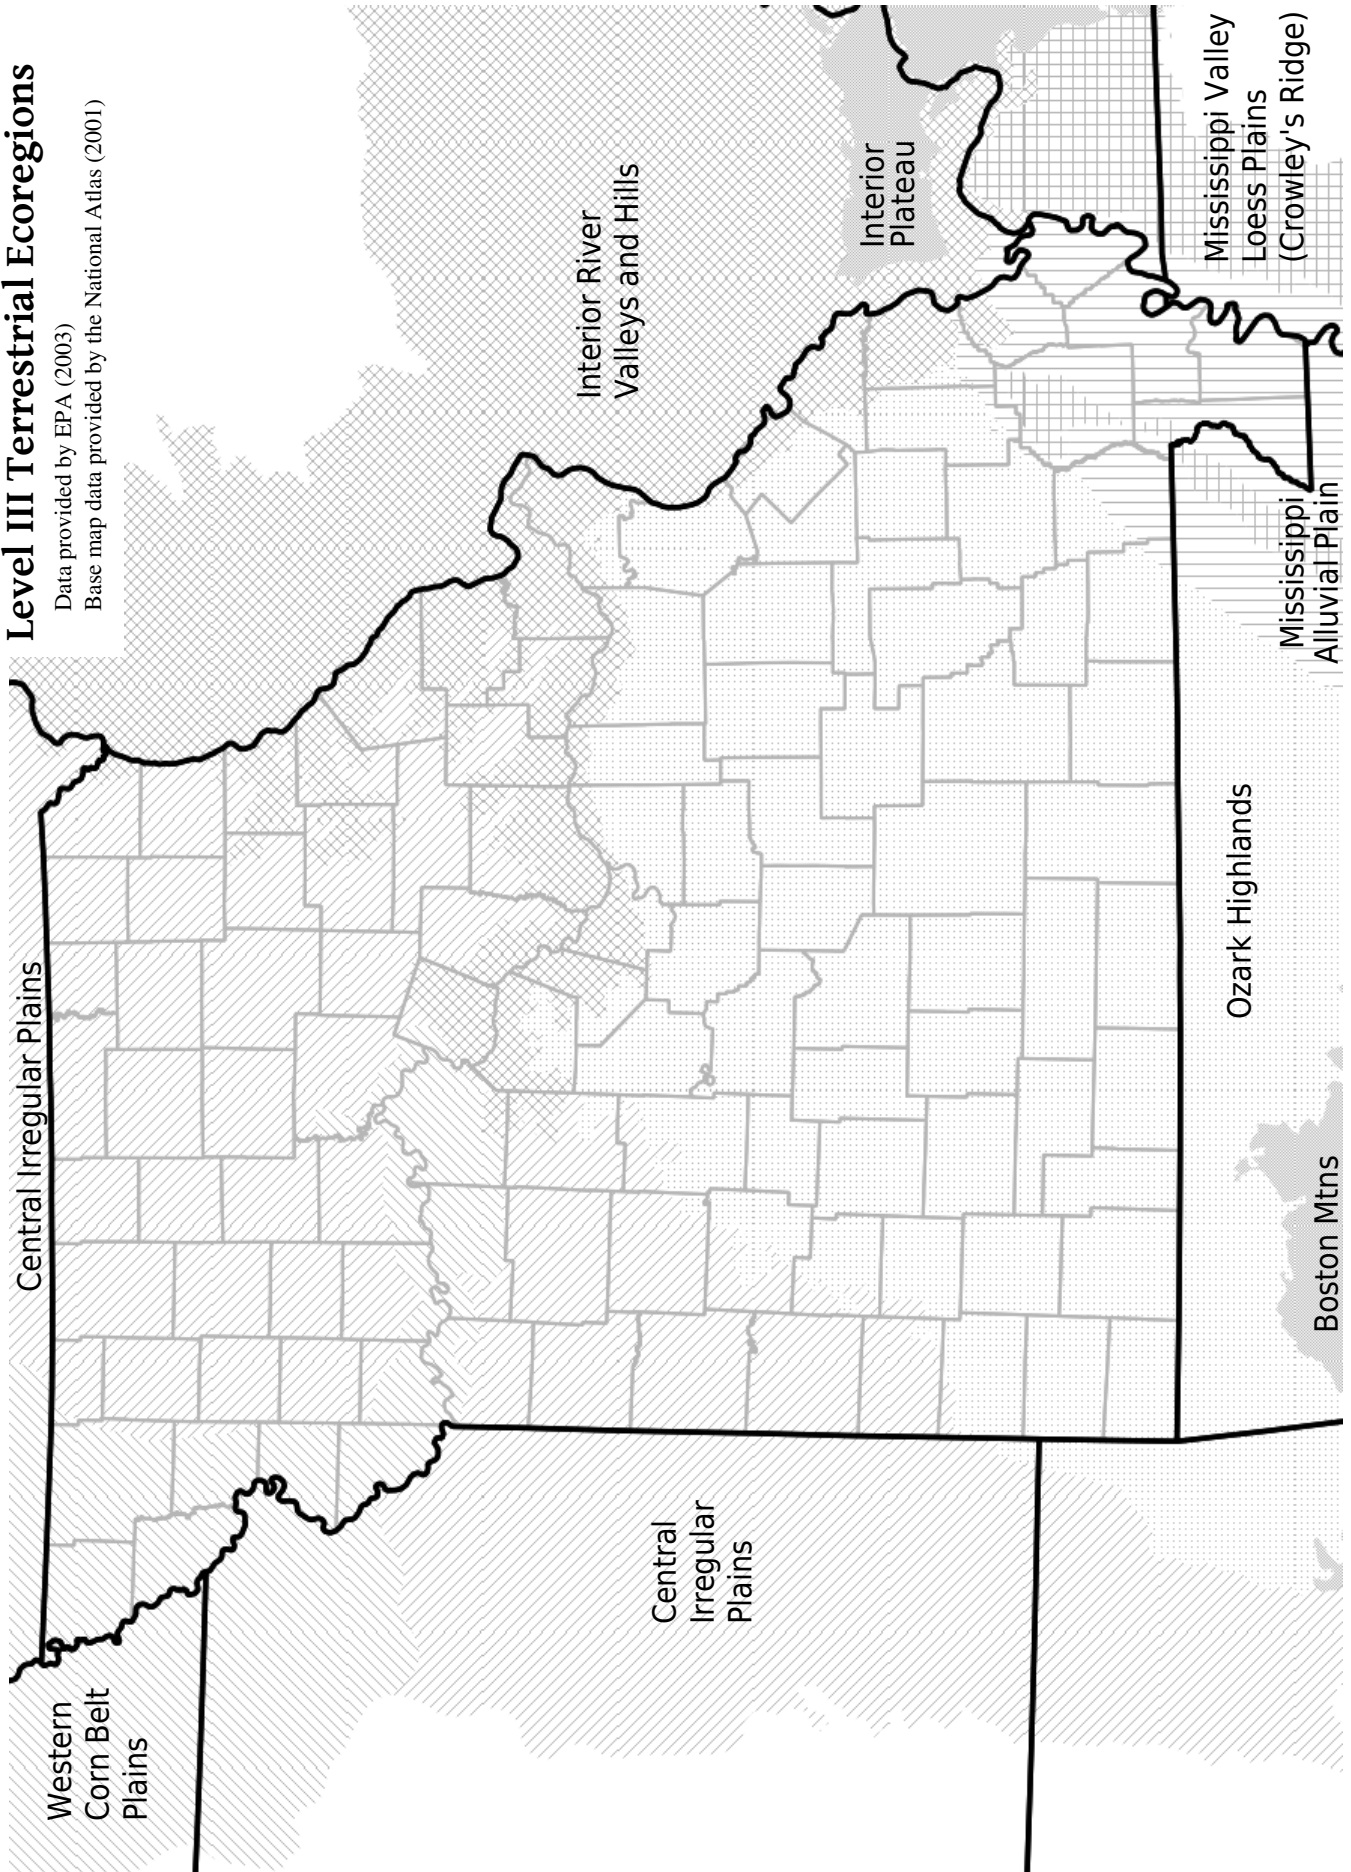 Level III Terrestrial Ecoregions
Data provided by EPA (2003)
Base map data provided by the National Atlas (2001)
Western
Corn Belt
Plains
Central Irregular Plains
Interior River
Valleys and Hills
Central
Irregular
Plains
Interior
Plateau
Ozark Highlands
Mississippi Valley
Loess Plains
(Crowley's Ridge)
Mississippi
Alluvial Plain
Boston Mtns